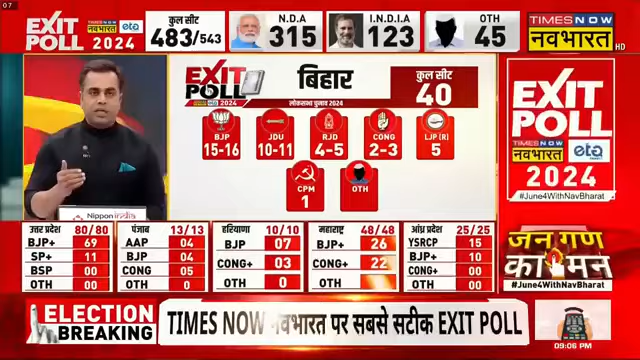 07
EXIT POLL
TIMES NOW नवभारत
etg
2024
कुल सीट
483/543
N.D.A
315
I.N.D.I.A
123
OTH
45
TIMES NOW
नवभारत
HD
EXIT POLL
2024
बिहार
लोकसभा चुनाव 2024
कुल सीट
40
BJP
15-16
JDU
10-11
RJD
4-5
CONG
2-3
LJP (R)
5
CPM
1
OTH
Nippon india
EXIT
POLL
TIMES NOW
नवभारत
etg
2024
#June4WithNavBharat
उत्तर प्रदेश 80/80
BJP+ 69
SP+ 11
BSP 00
OTH 00
पंजाब 13/13
AAP 04
BJP 04
CONG 05
OTH 0
हरियाणा 10/10
BJP 07
CONG+ 03
OTH 0
महाराष्ट्र 48/48
BJP+ 26
CONG+ 22
OTH
आंध्र प्रदेश 25/25
YSRCP 15
BJP+ 10
CONG+ 00
OTH 00
जन गण
का मन
#June4WithNavBharat
ELECTION
BREAKING
TIMES NOW नवभारत पर सबसे सटीक EXIT POLL
09:06 PM